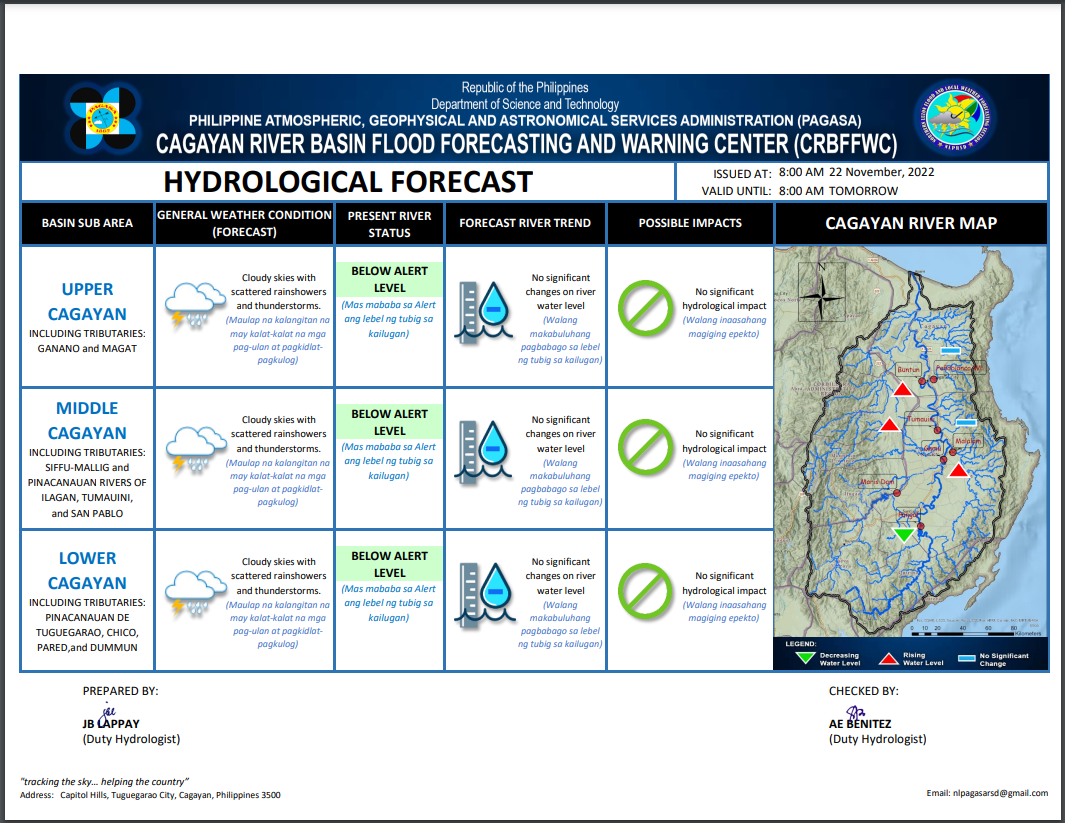 Republic of the Philippines
Department of Science and Technology
PHILIPPINE ATMOSPHERIC, GEOPHYSICAL AND ASTRONOMICAL SERVICES ADMINISTRATION (PAGASA)
CAGAYAN RIVER BASIN FLOOD FORECASTING AND WARNING CENTER (CRBFFWC)
HYDROLOGICAL FORECAST
ISSUED AT: 8:00 AM 22 November, 2022
VALID UNTIL: 8:00 AM TOMORROW
BASIN SUB AREA
GENERAL WEATHER CONDITION
(FORECAST)
PRESENT RIVER
STATUS
FORECAST RIVER TREND
POSSIBLE IMPACTS
CAGAYAN RIVER MAP
UPPER
CAGAYAN
INCLUDING TRIBUTARIES:
GANANO and MAGAT
Cloudy skies with
scattered rainshowers
and thunderstorms.
(Maulap na kalangitan na
may kalat-kalat na mga
pag-ulan at pagkidlat-
pagkulog)
BELOW ALERT
LEVEL
(Mas mababa sa Alert
ang lebel ng tubig sa
kailugan)
No significant
changes on river
water level
(Walang
makabuluhang
pagbabago sa lebel
ng tubig sa kailugan)
No significant
hydrological impact
(Walang inaasahang
magiging epekto)
MIDDLE
CAGAYAN
INCLUDING TRIBUTARIES:
SIFFU-MALLIG and
PINACANAUAN RIVERS OF
ILAGAN, TUMAUINI,
and SAN PABLO
Cloudy skies with
scattered rainshowers
and thunderstorms.
(Maulap na kalangitan na
may kalat-kalat na mga
pag-ulan at pagkidlat-
pagkulog)
BELOW ALERT
LEVEL
(Mas mababa sa Alert
ang lebel ng tubig sa
kailugan)
No significant
changes on river
water level
(Walang
makabuluhang
pagbabago sa lebel
ng tubig sa kailugan)
No significant
hydrological impact
(Walang inaasahang
magiging epekto)
LOWER
CAGAYAN
INCLUDING TRIBUTARIES:
PINACANAUAN DE
TUGUEGARAO, CHICO,
PARED,and DUMMUN
Cloudy skies with
scattered rainshowers
and thunderstorms.
(Maulap na kalangitan na
may kalat-kalat na mga
pag-ulan at pagkidlat-
pagkulog)
BELOW ALERT
LEVEL
(Mas mababa sa Alert
ang lebel ng tubig sa
kailugan)
No significant
changes on river
water level
(Walang
makabuluhang
pagbabago sa lebel
ng tubig sa kailugan)
No significant
hydrological impact
(Walang inaasahang
magiging epekto)
N
Buntun
0 10 20 40 60 80
Kilometers
LEGEND:
Decreasing
Water Level
Rising
Water Level
No Significant
Change
PREPARED BY:
JB LAPPAY
(Duty Hydrologist)
CHECKED BY:
AE BENITEZ
(Duty Hydrologist)
"tracking the sky... helping the country"
Address: Capitol Hills, Tuguegarao City, Cagayan, Philippines 3500
Email: nlpagasarsd@gmail.com